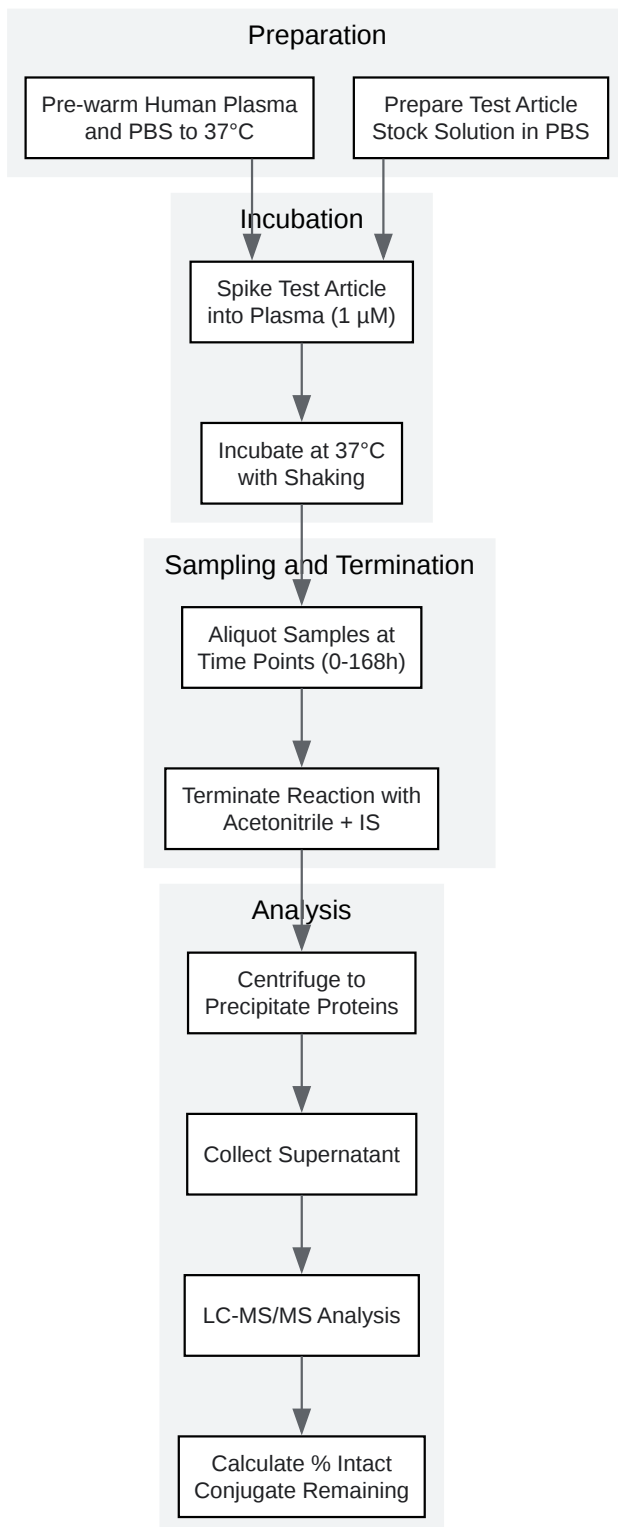 Preparation
Pre-warm Human Plasma
and PBS to 37°C
Prepare Test Article
Stock Solution in PBS
Incubation
Spike Test Article
into Plasma (1 µM)
Incubate at 37°C
with Shaking
Sampling and Termination
Aliquot Samples at
Time Points (0-168h)
Terminate Reaction with
Acetonitrile + IS
Analysis
Centrifuge to
Precipitate Proteins
Collect Supernatant
LC-MS/MS Analysis
Calculate % Intact
Conjugate Remaining